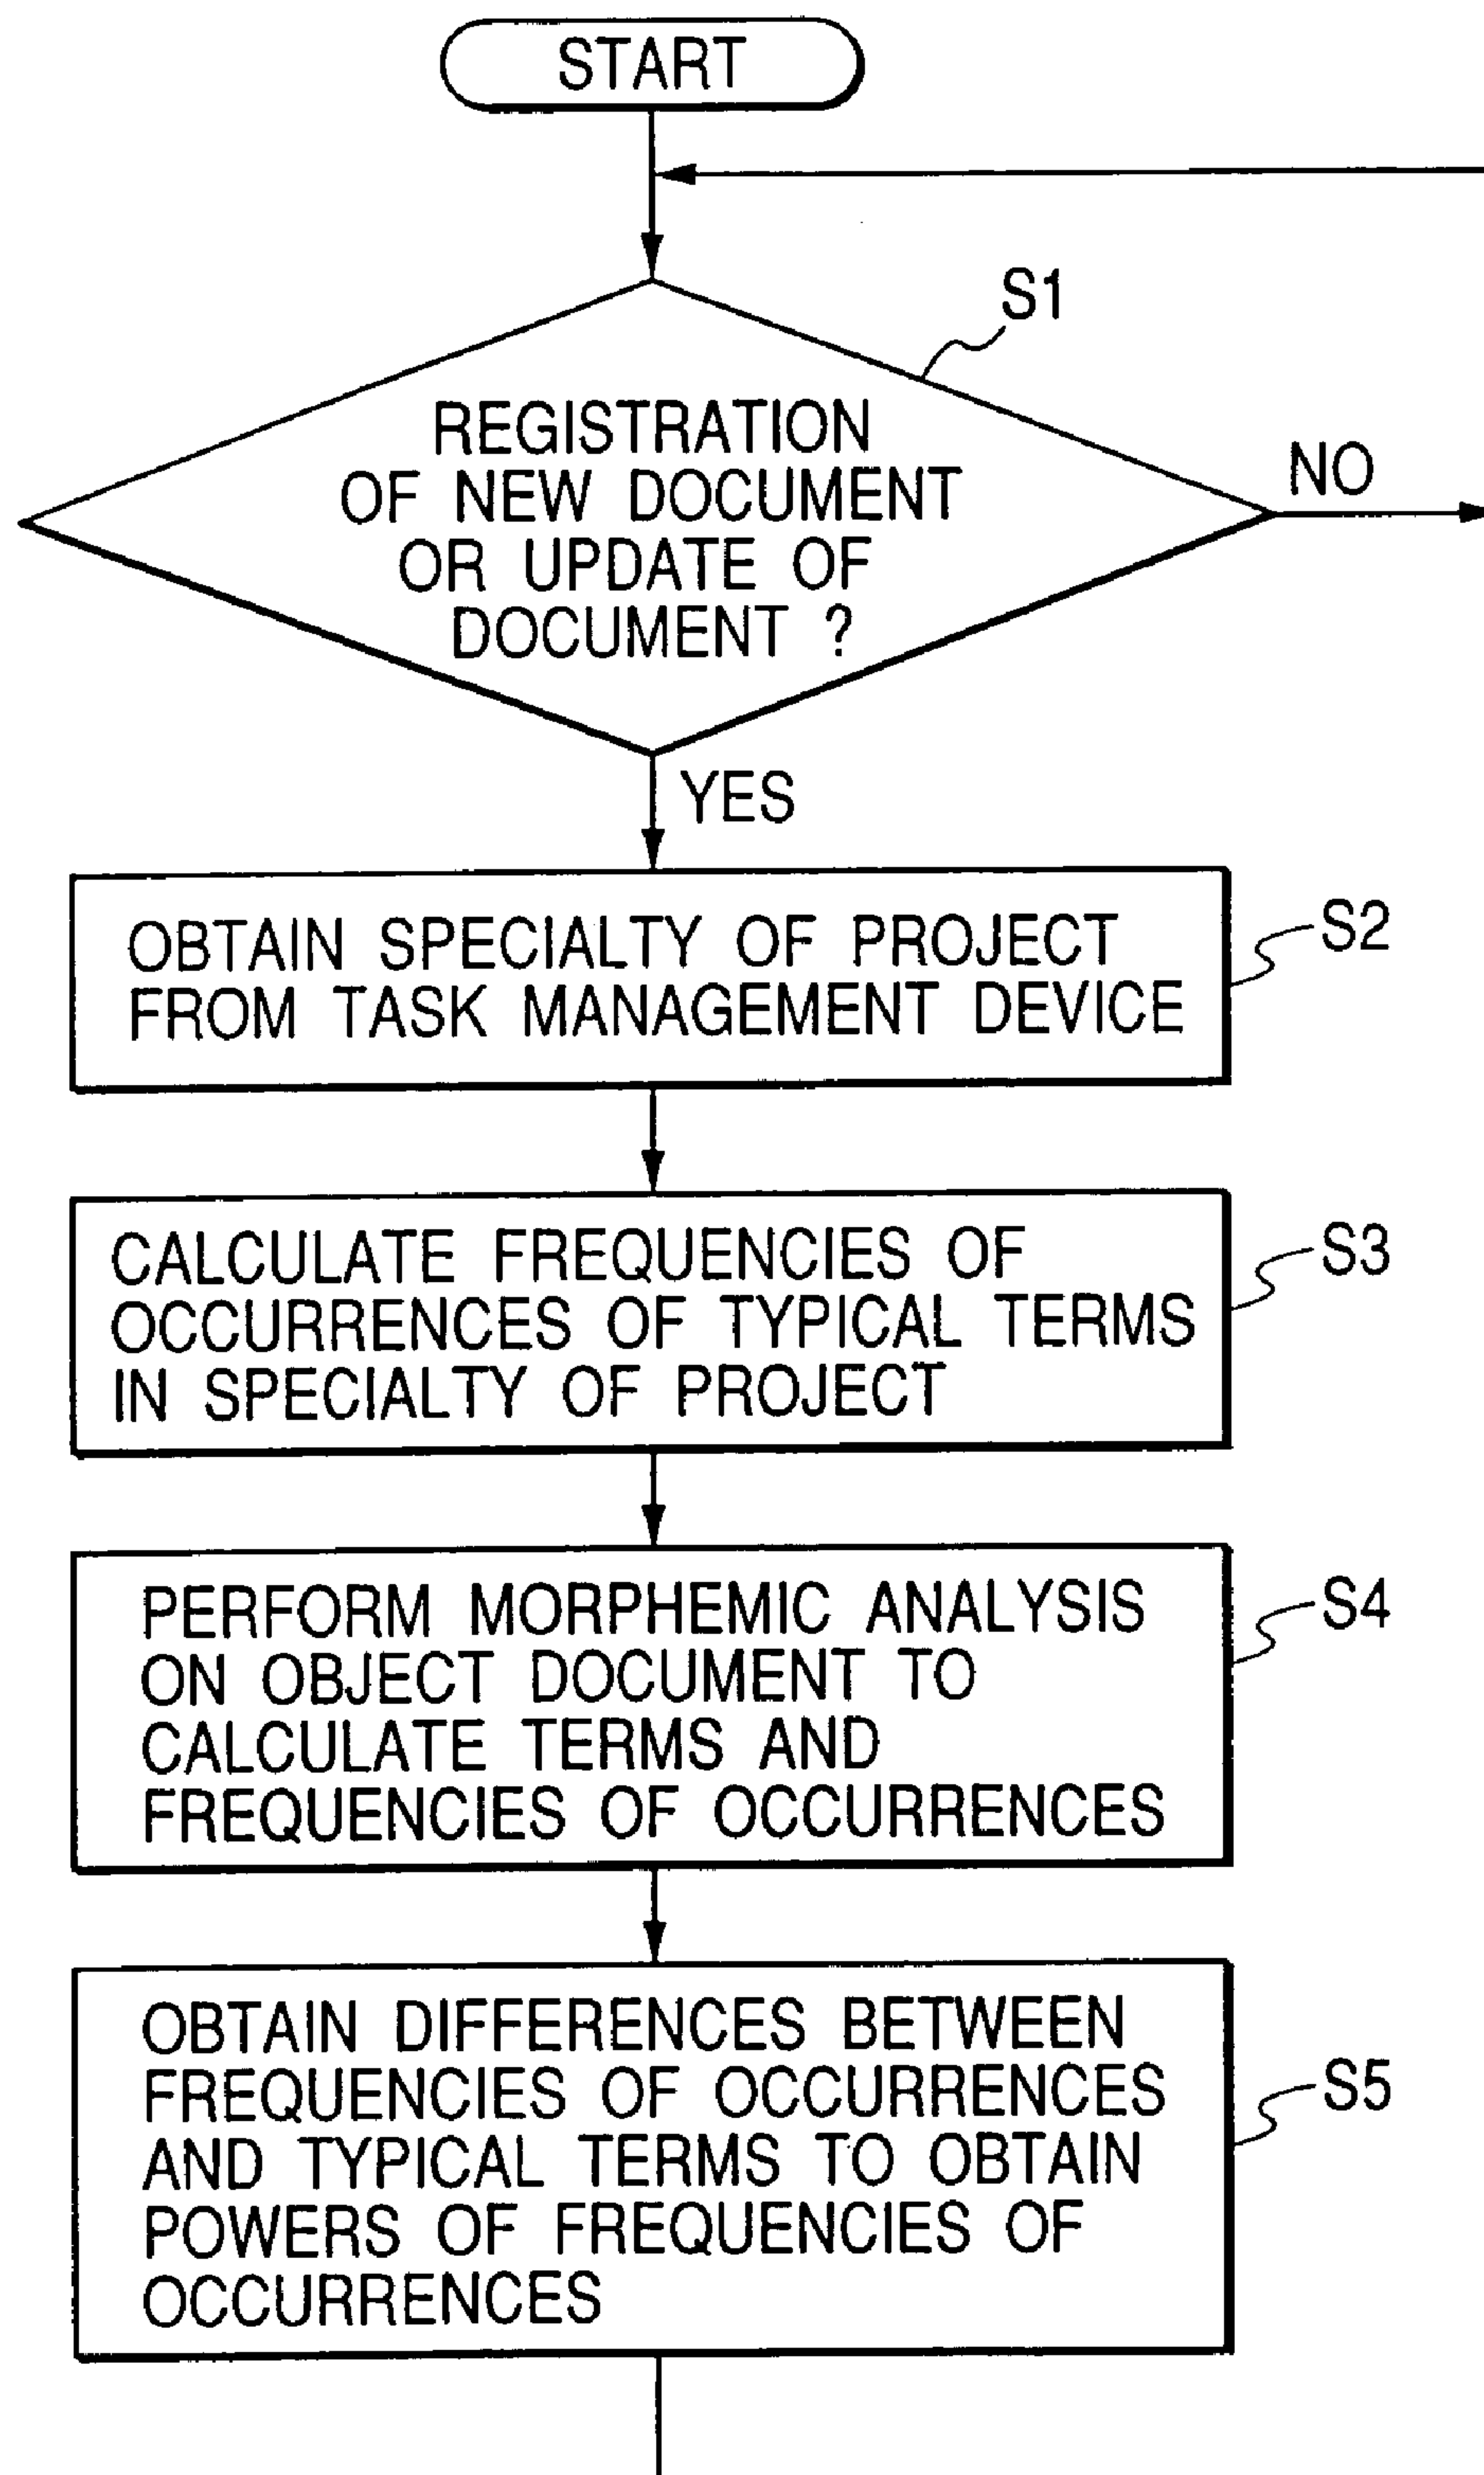 START
S1
REGISTRATION
OF NEW DOCUMENT
OR UPDATE OF
DOCUMENT ?
NO
YES
OBTAIN SPECIALTY OF PROJECT
FROM TASK MANAGEMENT DEVICE
S2
CALCULATE FREQUENCIES OF
OCCURRENCES OF TYPICAL TERMS
IN SPECIALTY OF PROJECT
S3
PERFORM MORPHEMIC ANALYSIS
ON OBJECT DOCUMENT TO
CALCULATE TERMS AND
FREQUENCIES OF OCCURRENCES
S4
OBTAIN DIFFERENCES BETWEEN
FREQUENCIES OF OCCURRENCES
AND TYPICAL TERMS TO OBTAIN
POWERS OF FREQUENCIES OF
OCCURRENCES
S5